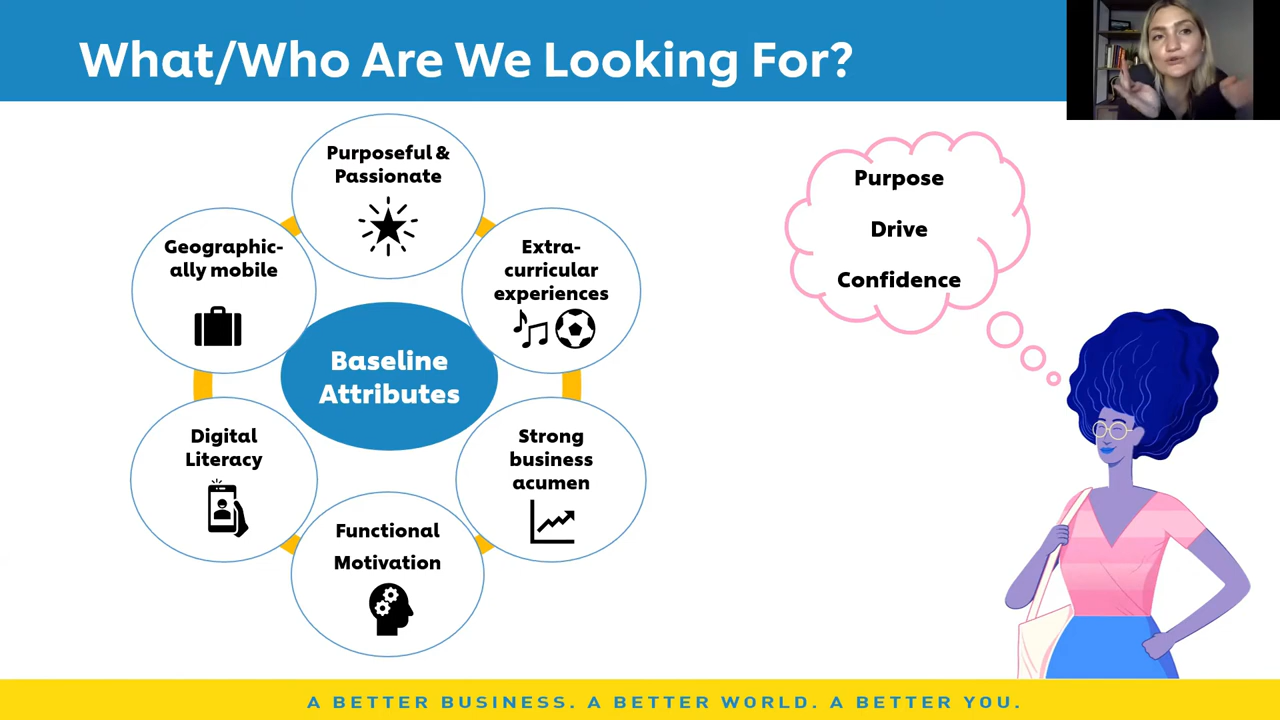 What/Who Are We Looking For?
Purposeful &
Passionate
Geographic-
ally mobile
Extra-
curricular
experiences
Baseline
Attributes
Digital
Literacy
Strong
business
acumen
Functional
Motivation
Purpose
Drive
Confidence
A BETTER BUSINESS. A BETTER WORLD. A BETTER YOU.